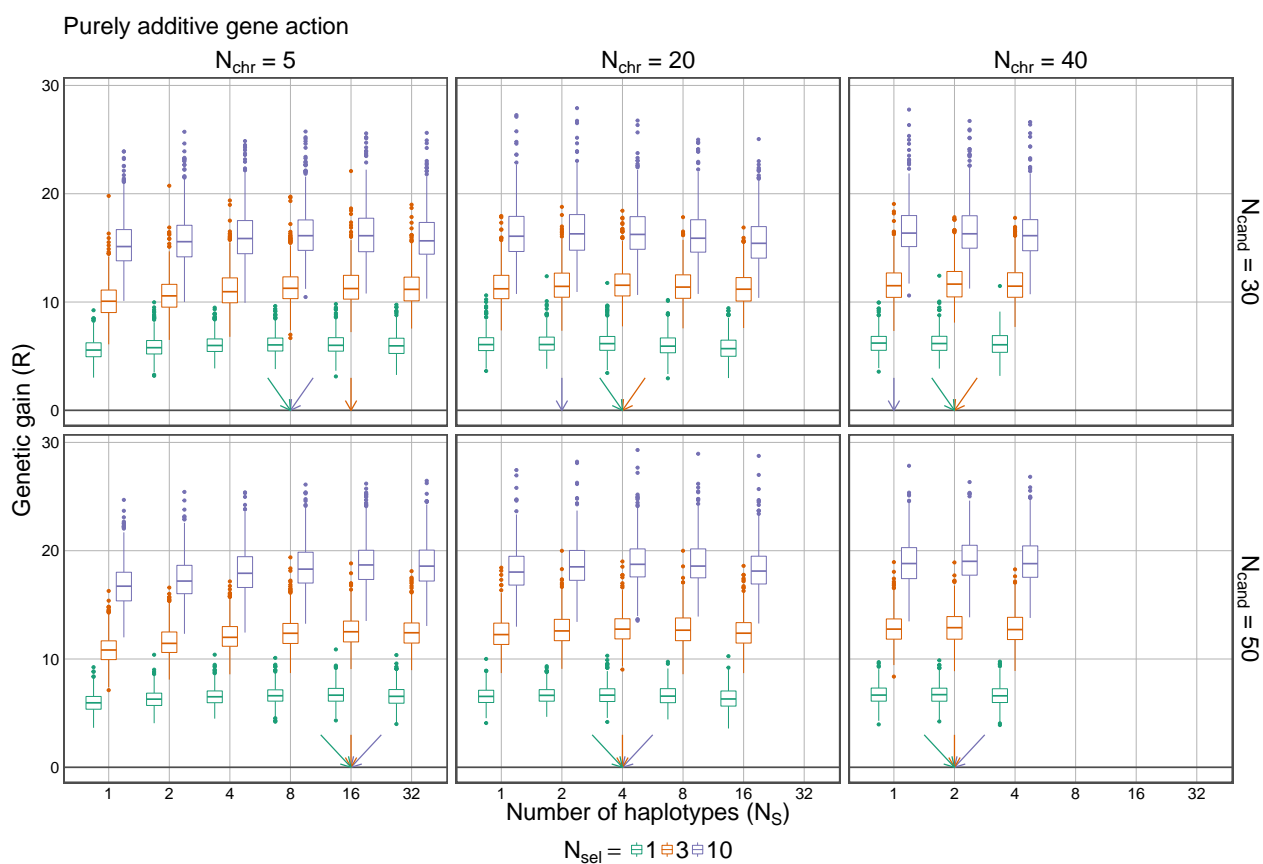 Purely additive gene action
N_chr = 5 N_chr = 20 N_chr = 40
Genetic gain (R)
30
20
10
0
N_cand = 30
30
20
10
0
N_cand = 50
1 2 4 8 16 32 1 2 4 8 16 32 1 2 4 8 16 32
Number of haplotypes (N_S)
N_sel = 1 3 10